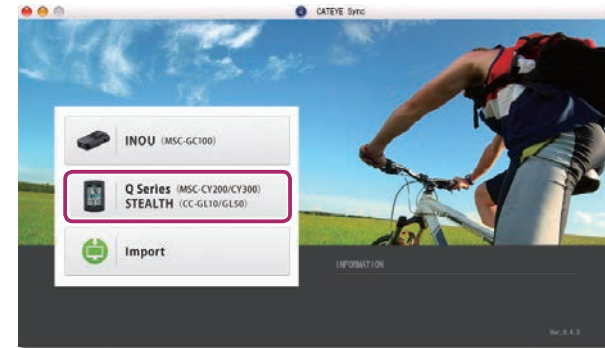 CATEYE Sync
INOU (MSC-GC100)
Q Series (MSC-CY200/CY300)
STEALTH (CC-GL10/GL50)
Import
INFORMATION